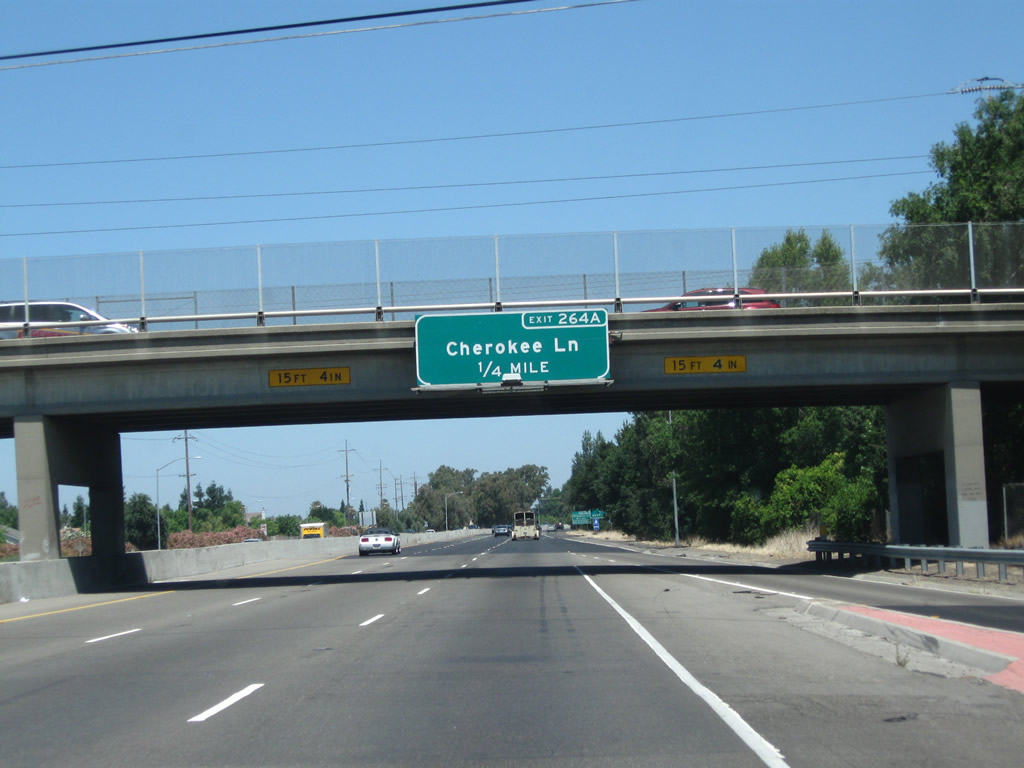 EXIT 264A
Cherokee Ln
1/4 MILE
15 FT 4 IN
15 FT 4 IN